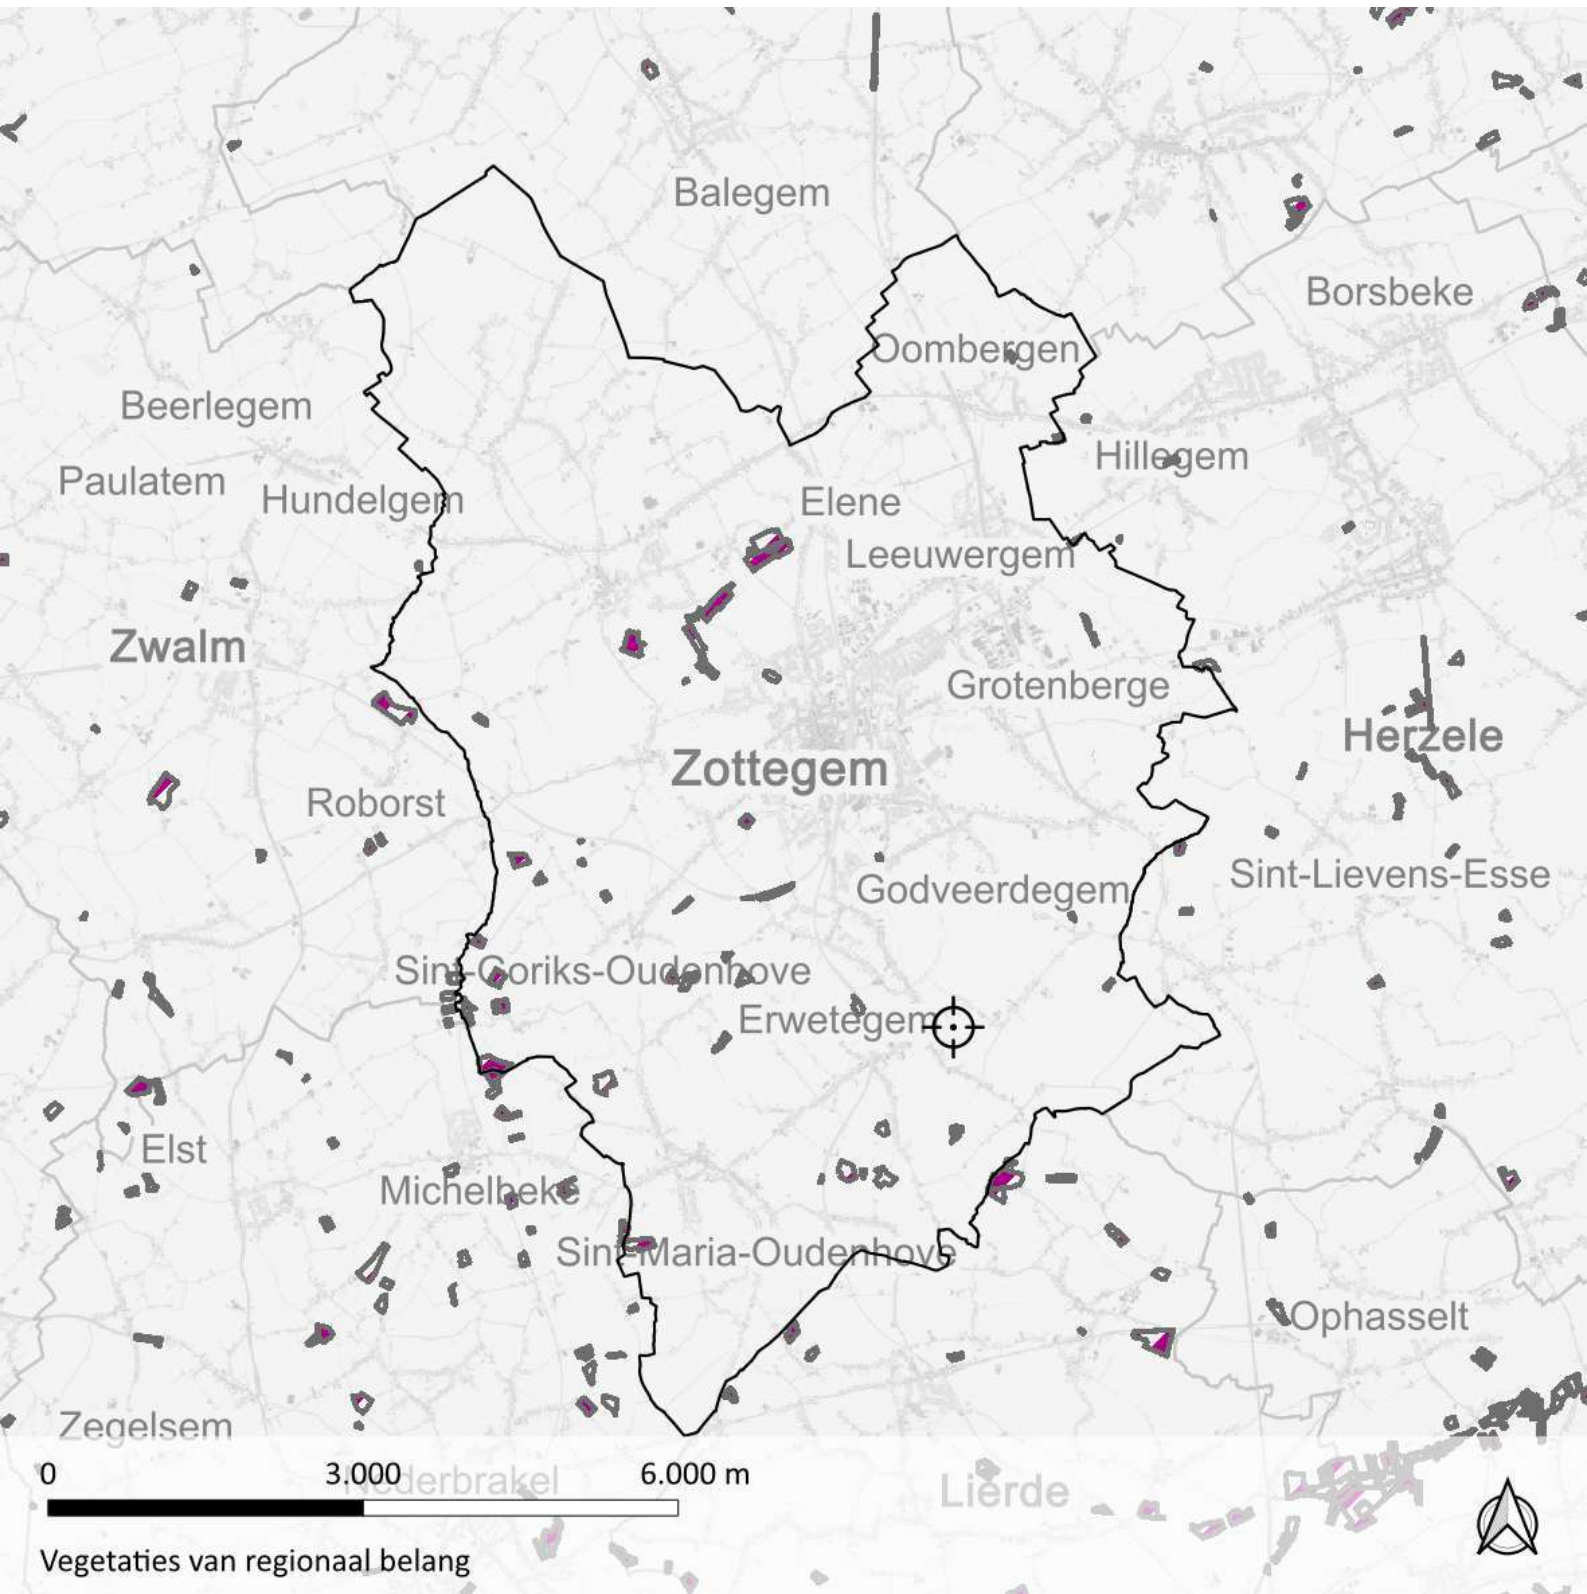 Balegem
Borsbeke
Oombergen
Beerlegem
Hillegem
Paulatem
Hundelgem
Elene
Leeuwergem
Zwalm
Grotenberge
Herzele
Zottegem
Roborst
Sint-Lievens-Esse
Godveerdegem
Sint-Goriks-Oudenhove
Erwetegem
Elst
Michelbeke
Sint-Maria-Oudenhove
Ophasselt
Zegelsem
0 3.000 6.000 m
Nederbrakel
Lierde
Vegetaties van regionaal belang